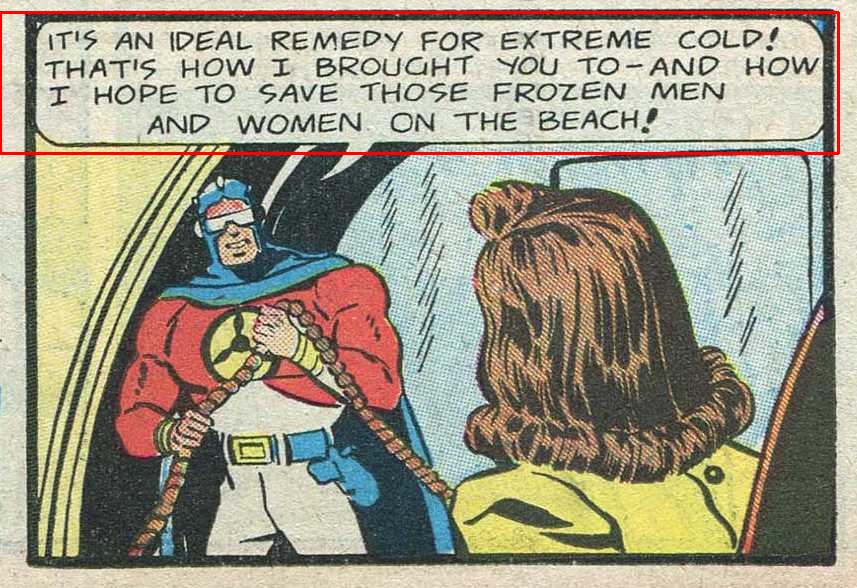 IT'S AN IDEAL REMEDY FOR EXTREME COLD!
THAT'S HOW I BROUGHT YOU TO-AND HOW
I HOPE TO SAVE THOSE FROZEN MEN
AND WOMEN ON THE BEACH!